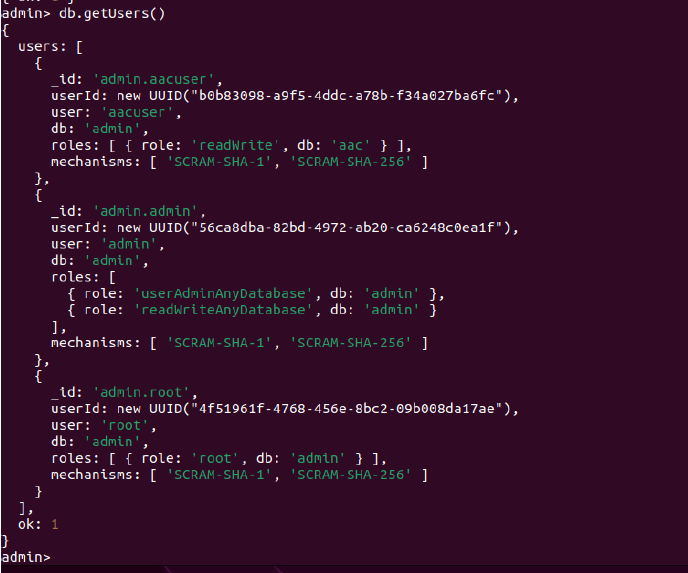 admin> db.getUsers()
{
  users: [
    {
      _id: 'admin.aacuser',
      userId: new UUID("b0b83098-a9f5-4ddc-a78b-f34a027ba6fc"),
      user: 'aacuser',
      db: 'admin',
      roles: [ { role: 'readWrite', db: 'aac' } ],
      mechanisms: [ 'SCRAM-SHA-1', 'SCRAM-SHA-256' ]
    },
    {
      _id: 'admin.admin',
      userId: new UUID("56ca8dba-82bd-4972-ab20-ca6248c0ea1f"),
      user: 'admin',
      db: 'admin',
      roles: [
        { role: 'userAdminAnyDatabase', db: 'admin' },
        { role: 'readWriteAnyDatabase', db: 'admin' }
      ],
      mechanisms: [ 'SCRAM-SHA-1', 'SCRAM-SHA-256' ]
    },
    {
      _id: 'admin.root',
      userId: new UUID("4f51961f-4768-456e-8bc2-09b008da17ae"),
      user: 'root',
      db: 'admin',
      roles: [ { role: 'root', db: 'admin' } ],
      mechanisms: [ 'SCRAM-SHA-1', 'SCRAM-SHA-256' ]
    }
  ],
  ok: 1
}
admin>